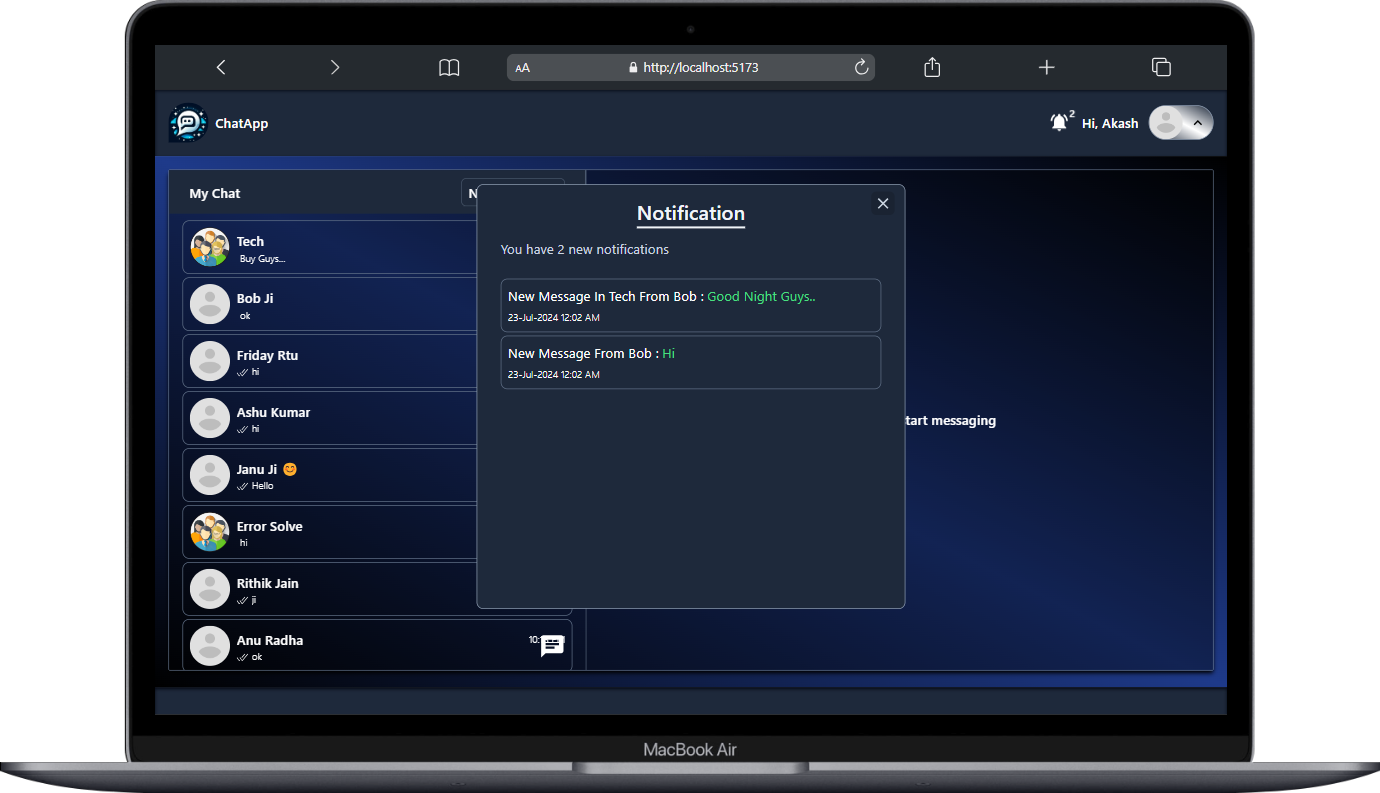 AA http://localhost:5173
ChatApp
2 Hi, Akash
My Chat
Notification
You have 2 new notifications
New Message In Tech From Bob : Good Night Guys..
23-Jul-2024 12:02 AM
New Message From Bob : Hi
23-Jul-2024 12:02 AM
Tech
Buy Guys...
Bob Ji
ok
Friday Rtu
hi
Ashu Kumar
hi
Janu Ji 😊
Hello
Error Solve
hi
Rithik Jain
ji
Anu Radha
ok
10:
tart messaging
MacBook Air